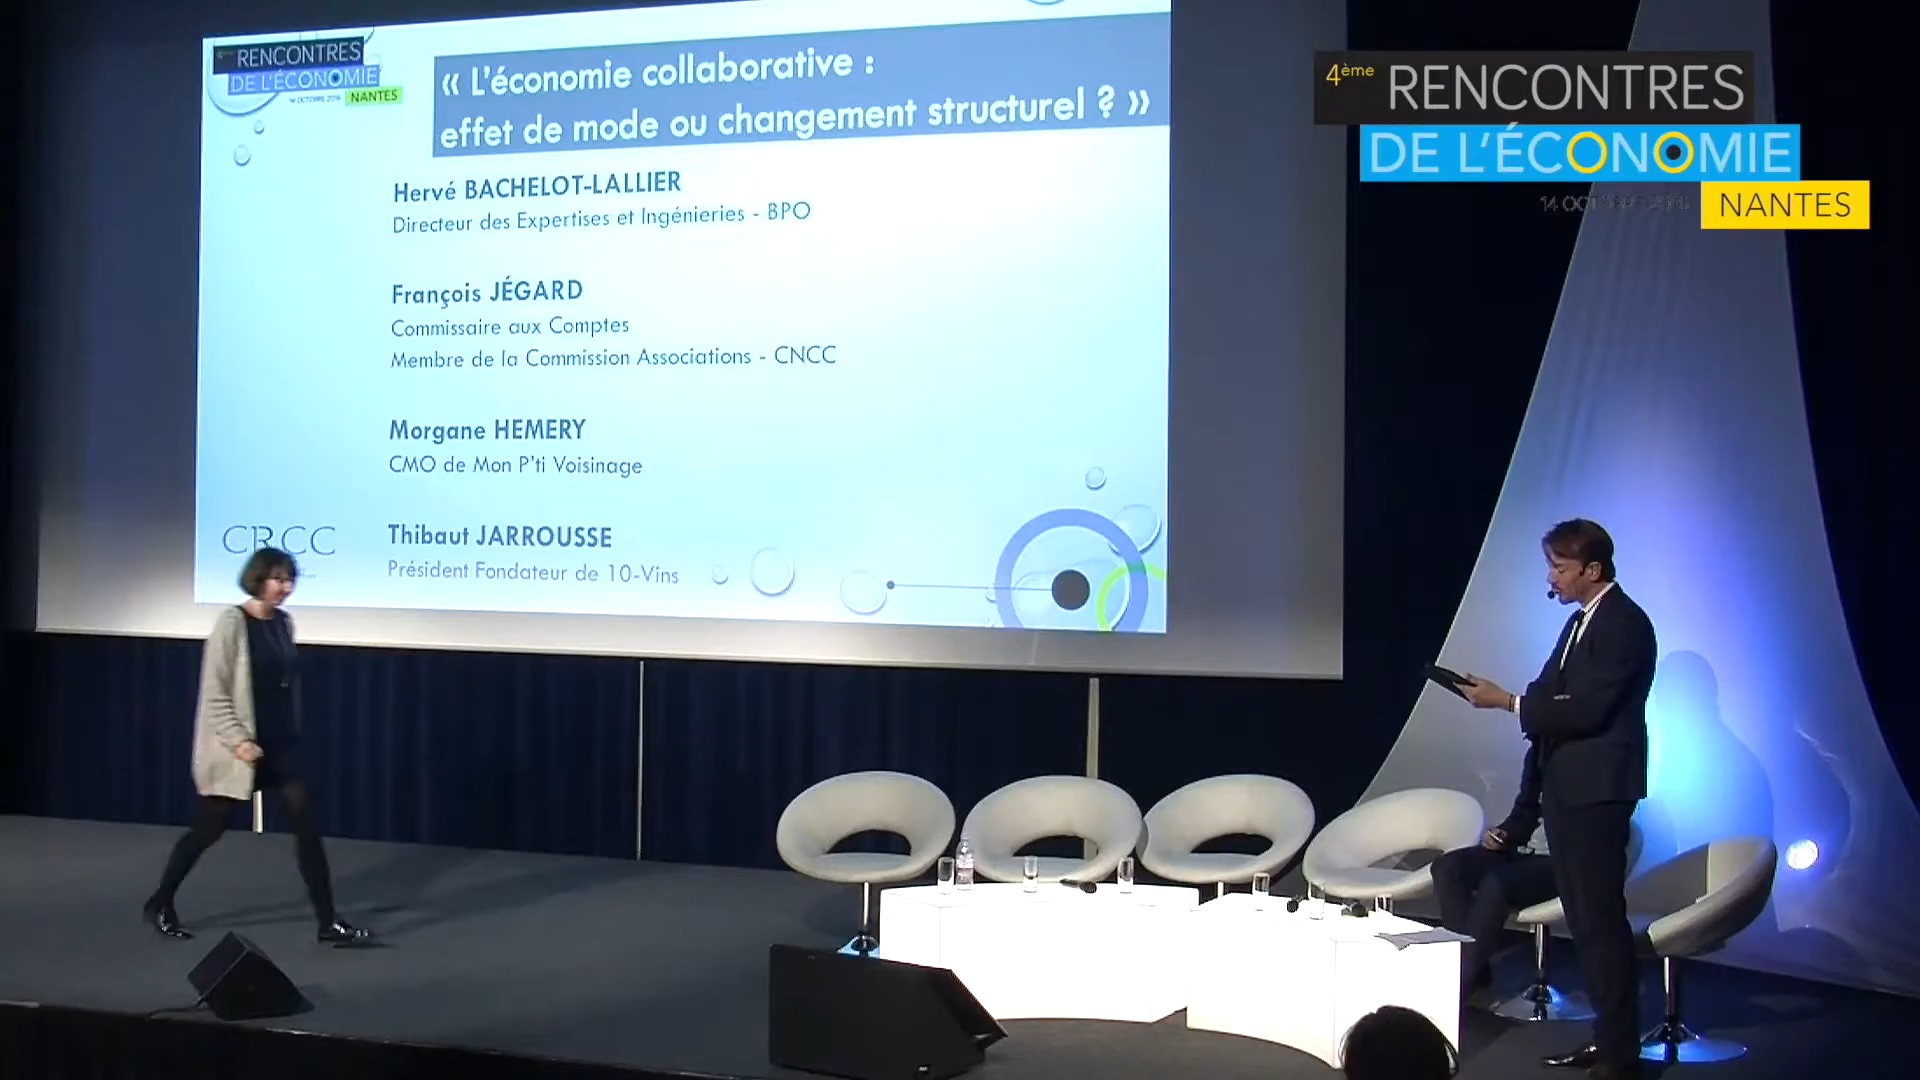 4ème RENCONTRES
DE L'ÉCONOMIE
NANTES
« L'économie collaborative :
effet de mode ou changement structurel ? »
Hervé BACHELOT-LALLIER
Directeur des Expertises et Ingénieries - BPO
François JÉGARD
Commissaire aux Comptes
Membre de la Commission Associations - CNCC
Morgane HEMERY
CMO de Mon P'ti Voisinage
Thibaut JARROUSSE
Président Fondateur de 10-Vins
CRCC
4ème RENCONTRES
DE L'ÉCONOMIE
14
NANTES